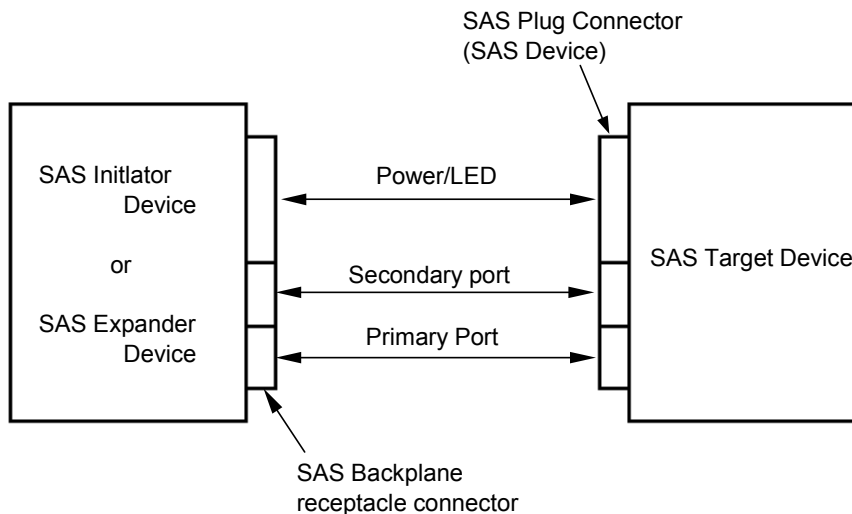 SAS Plug Connector
(SAS Device)
SAS Initlator
Device
or
SAS Expander
Device
Power/LED
Secondary port
Primary Port
SAS Target Device
SAS Backplane
receptacle connector